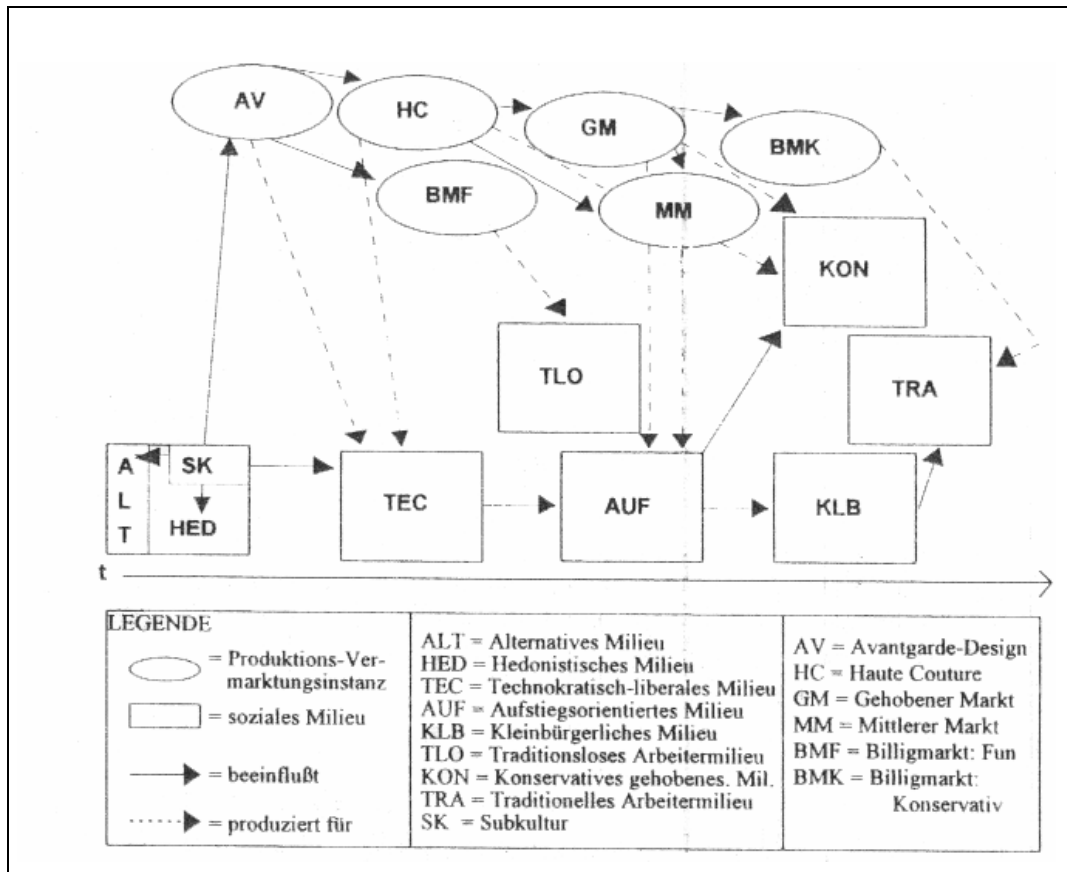 AV
HC
GM
BMK
BMF
MM
KON
TLO
TRA
A
L
T
SK
HED
TEC
AUF
KLB
t
LEGENDE
= Produktions-Ver-
marktungsinstanz
= soziales Milieu
= beeinflußt
= produziert für
ALT = Alternatives Milieu
HED = Hedonistisches Milieu
TEC = Technokratisch-liberales Milieu
AUF = Aufstiegsorientiertes Milieu
KLB = Kleinbürgerliches Milieu
TLO = Traditionsloses Arbeitermilieu
KON = Konservatives gehobenes. Mil.
TRA = Traditionelles Arbeitermilieu
SK = Subkultur
AV = Avantgarde-Design
HC = Haute Couture
GM = Gehobener Markt
MM = Mittlerer Markt
BMF = Billigmarkt: Fun
BMK = Billigmarkt:
Konservativ